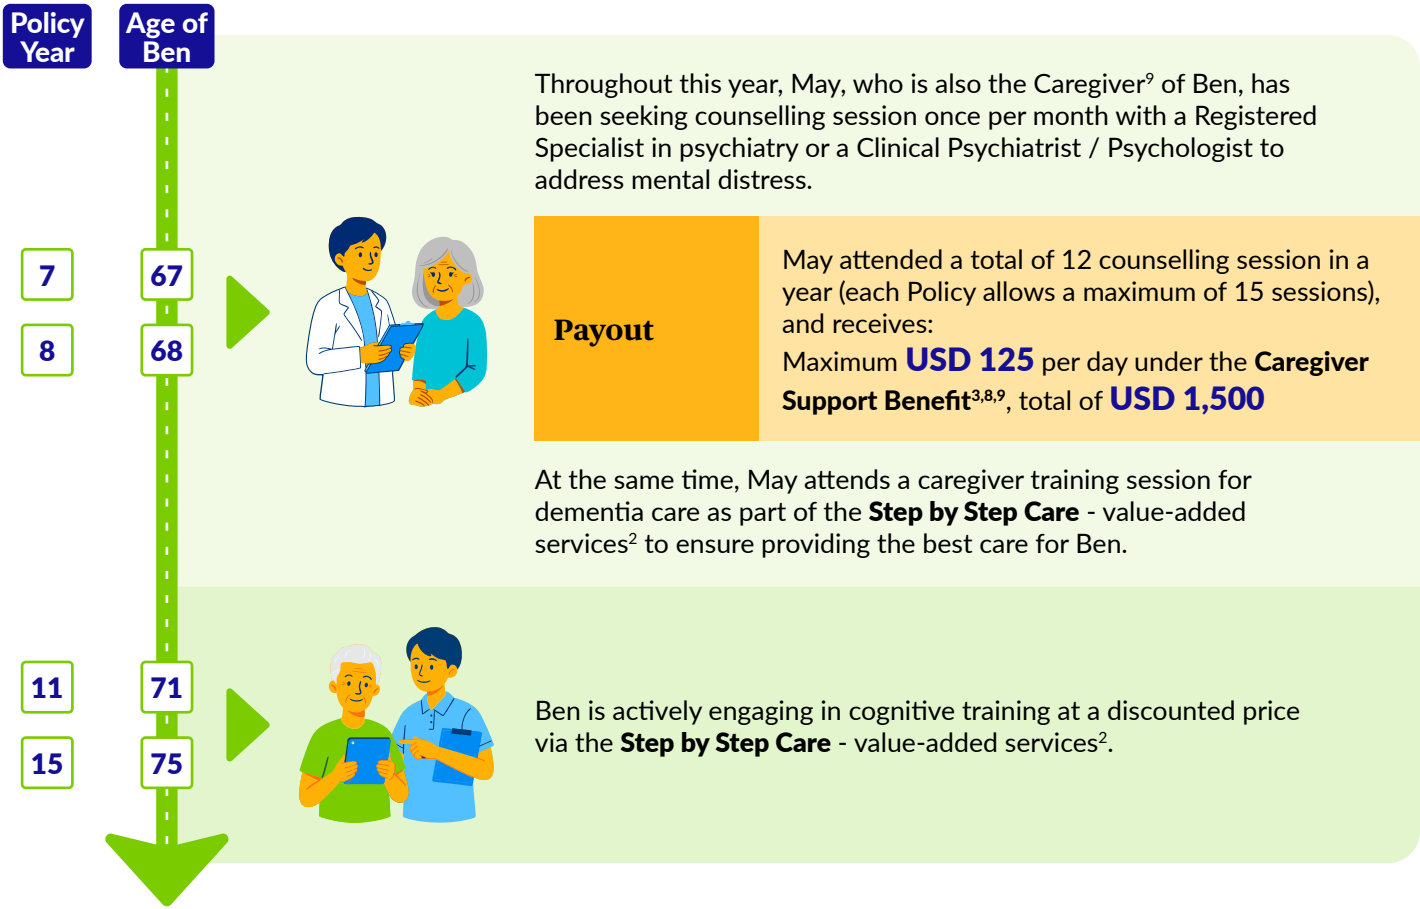 Policy
Year
Age of
Ben
Throughout this year, May, who is also the Caregiver⁹ of Ben, has
been seeking counselling session once per month with a Registered
Specialist in psychiatry or a Clinical Psychiatrist / Psychologist to
address mental distress.
7
67
8
68
Payout
May attended a total of 12 counselling session in a
year (each Policy allows a maximum of 15 sessions),
and receives:
Maximum USD 125 per day under the Caregiver
Support Benefit³,⁸,⁹, total of USD 1,500
At the same time, May attends a caregiver training session for
dementia care as part of the Step by Step Care - value-added
services² to ensure providing the best care for Ben.
11
71
15
75
Ben is actively engaging in cognitive training at a discounted price
via the Step by Step Care - value-added services².